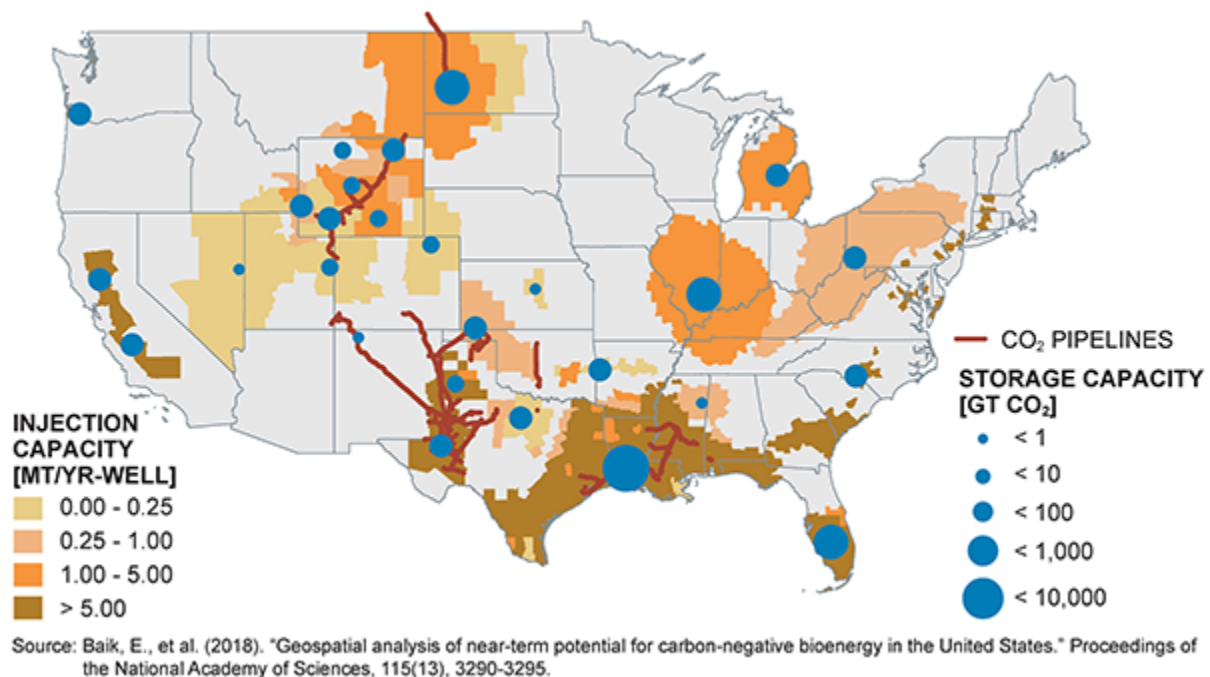 CO₂ PIPELINES
STORAGE CAPACITY
[GT CO₂]
< 1
< 10
< 100
< 1,000
< 10,000
INJECTION
CAPACITY
[MT/YR-WELL]
0.00 - 0.25
0.25 - 1.00
1.00 - 5.00
> 5.00
Source: Baik, E., et al. (2018). “Geospatial analysis of near-term potential for carbon-negative bioenergy in the United States.” Proceedings of
the National Academy of Sciences, 115(13), 3290-3295.